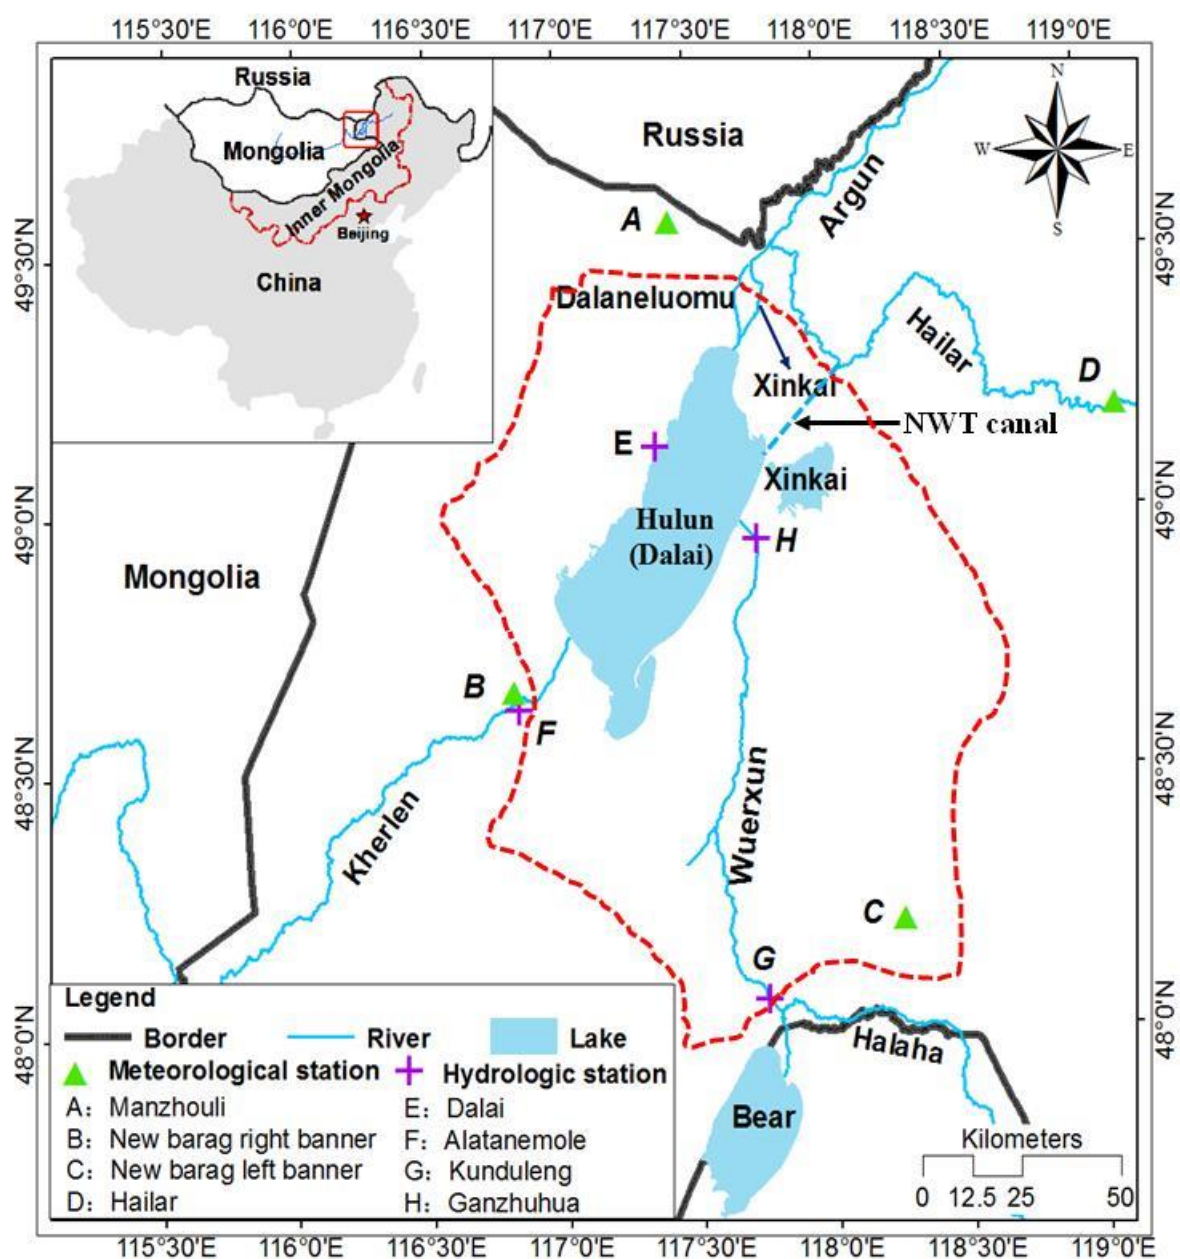 115°30'E 116°0'E 116°30'E 117°0'E 117°30'E 118°0'E 118°30'E 119°0'E
Russia
Mongolia
Inner Mongolia
Beijing
China
Russia
N
W
E
S
A
Argun
49°30'N
49°30'N
Dalaneluomu
Hailar
D
Xinkai
NWT canal
E
Xinkai
49°0'N
49°0'N
Hulun
(Dalai)
H
Mongolia
B
F
48°30'N
48°30'N
Kherlen
Wuerxun
C
G
48°0'N
48°0'N
Halaha
Bear
Legend
Border River Lake
Meteorological station Hydrologic station
A: Manzhouli E: Dalai
B: New barag right banner F: Alatanemole
C: New barag left banner G: Kunduleng
D: Hailar H: Ganzhuhua
Kilometers
0 12.5 25 50
115°30'E 116°0'E 116°30'E 117°0'E 117°30'E 118°0'E 118°30'E 119°0'E